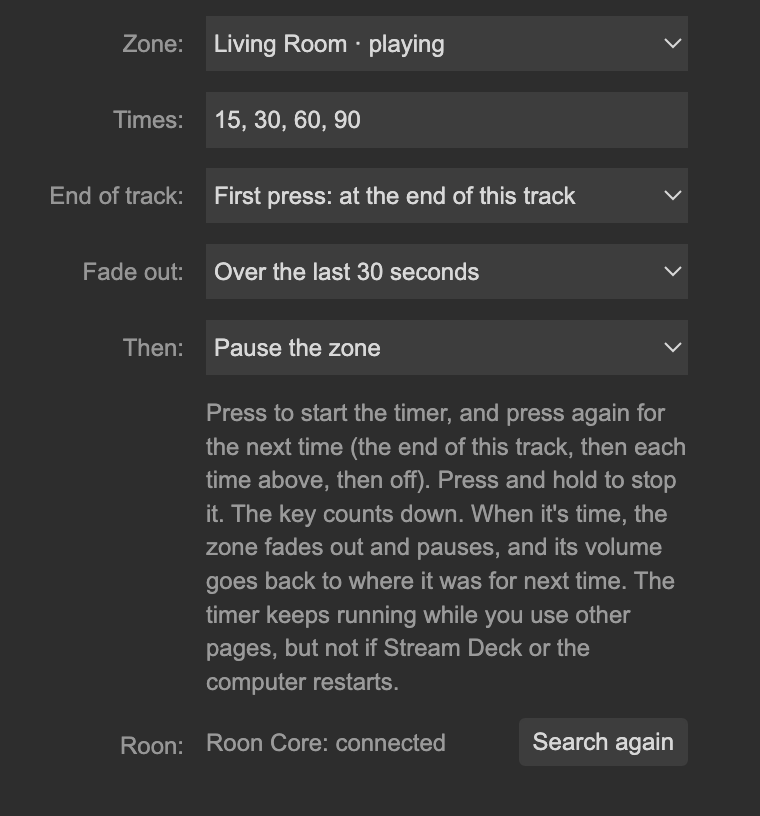 Zone: Living Room · playing
Times: 15, 30, 60, 90
End of track: First press: at the end of this track
Fade out: Over the last 30 seconds
Then: Pause the zone
Press to start the timer, and press again for
the next time (the end of this track, then each
time above, then off). Press and hold to stop
it. The key counts down. When it's time, the
zone fades out and pauses, and its volume
goes back to where it was for next time. The
timer keeps running while you use other
pages, but not if Stream Deck or the
computer restarts.
Roon: Roon Core: connected Search again